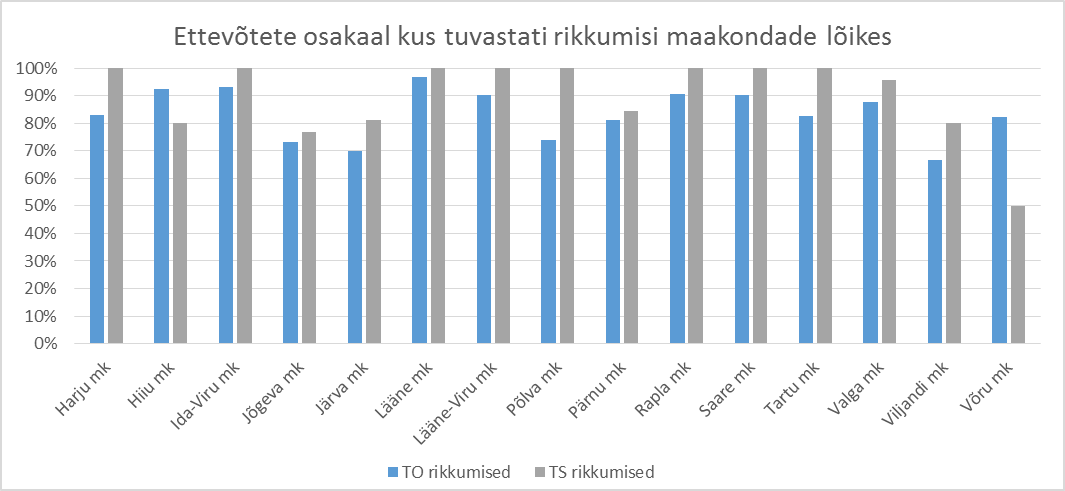 Ettevõtete osakaal kus tuvastati rikkumisi maakondade lõikes
100%
90%
80%
70%
60%
50%
40%
30%
20%
10%
0%
Harju mk
Hiiu mk
Ida-Viru mk
Jõgeva mk
Järva mk
Lääne mk
Lääne-Viru mk
Põlva mk
Pärnu mk
Rapla mk
Saare mk
Tartu mk
Valga mk
Viljandi mk
Võru mk
TO rikkumised
TS rikkumised